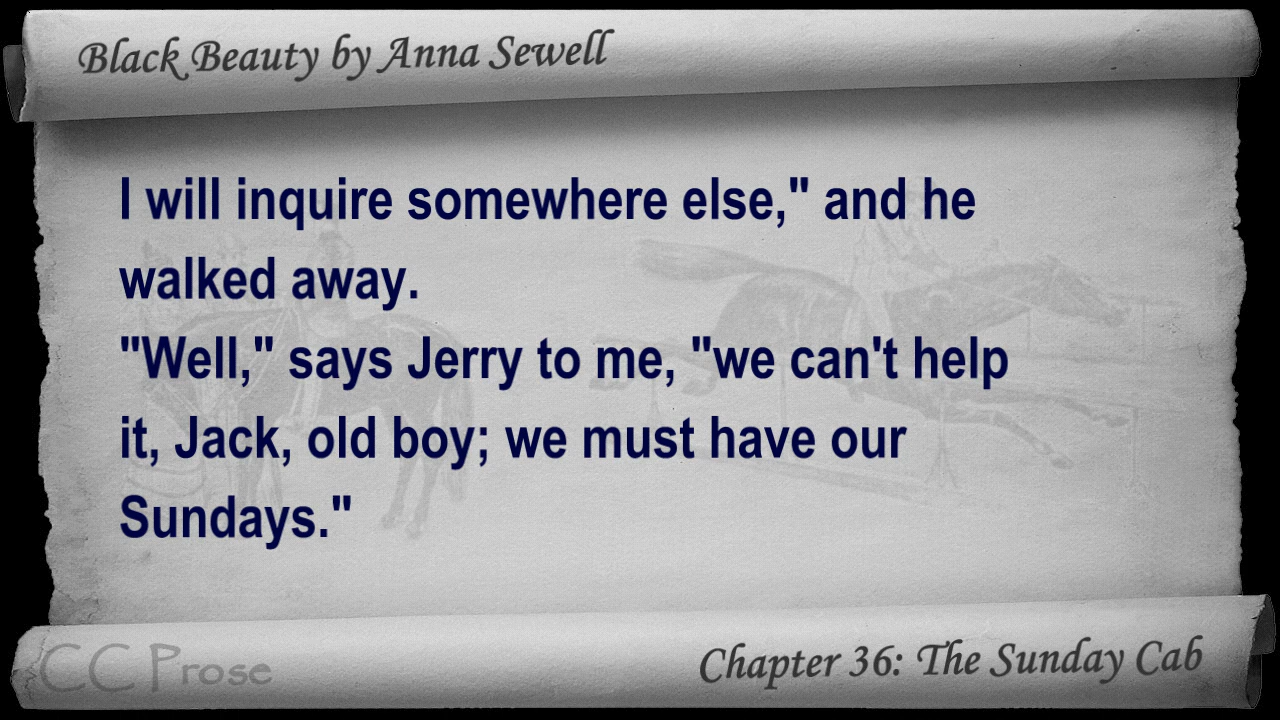 Black Beauty by Anna Sewell
I will inquire somewhere else," and he
walked away.
"Well," says Jerry to me, "we can't help
it, Jack, old boy; we must have our
Sundays."
CC Prose
Chapter 36: The Sunday Cab